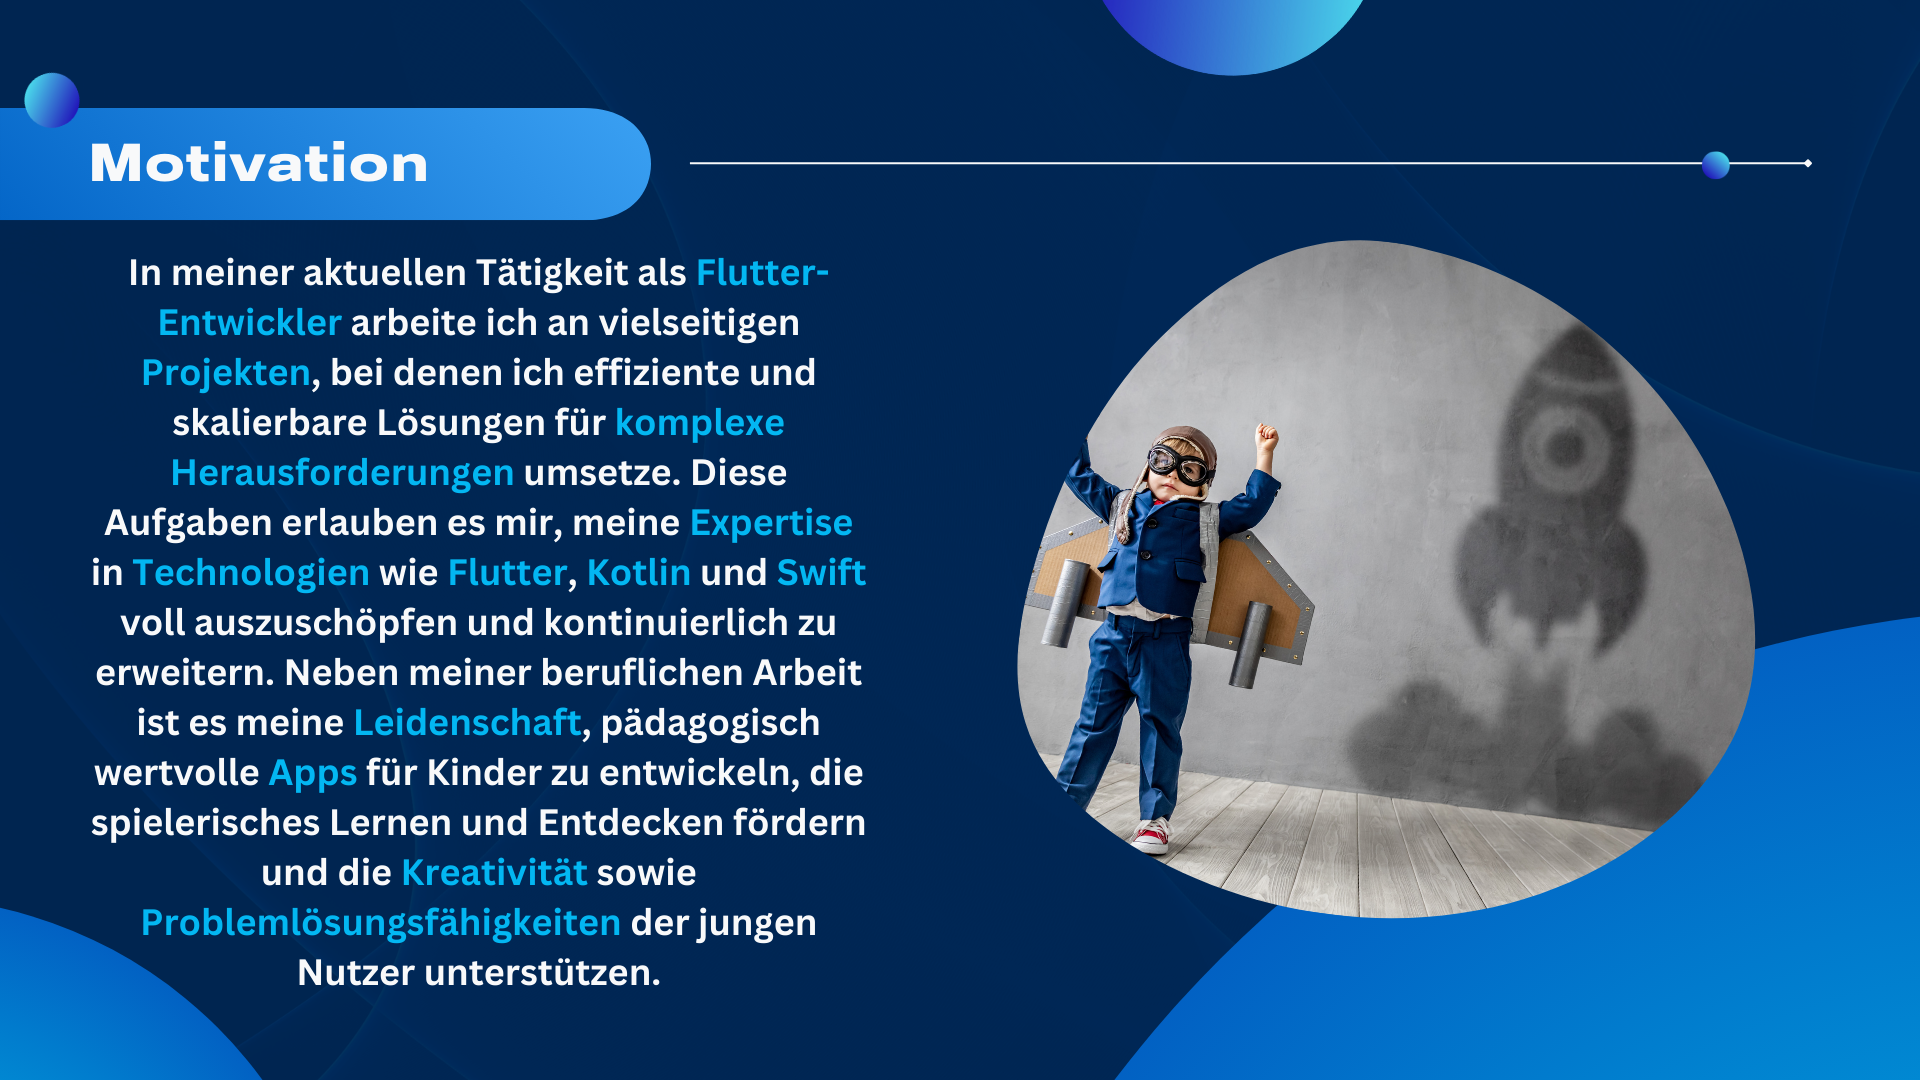 Motivation
In meiner aktuellen Tätigkeit als Flutter-
Entwickler arbeite ich an vielseitigen
Projekten, bei denen ich effiziente und
skalierbare Lösungen für komplexe
Herausforderungen umsetze. Diese
Aufgaben erlauben es mir, meine Expertise
in Technologien wie Flutter, Kotlin und Swift
voll auszuschöpfen und kontinuierlich zu
erweitern. Neben meiner beruflichen Arbeit
ist es meine Leidenschaft, pädagogisch
wertvolle Apps für Kinder zu entwickeln, die
spielerisches Lernen und Entdecken fördern
und die Kreativität sowie
Problemlösungsfähigkeiten der jungen
Nutzer unterstützen.